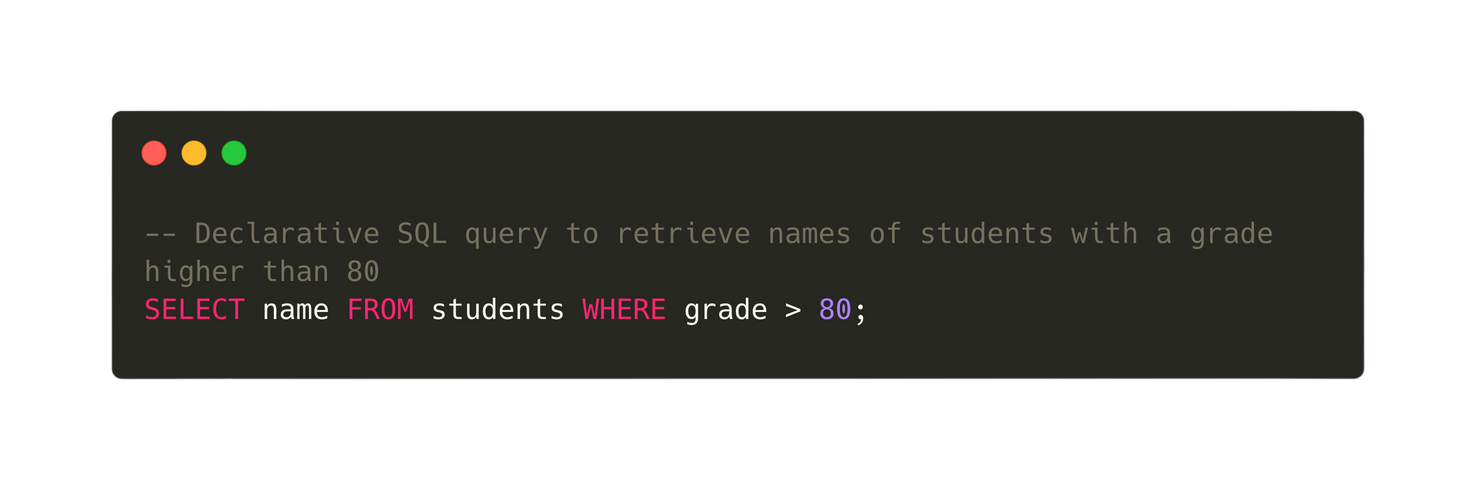 -- Declarative SQL query to retrieve names of students with a grade
higher than 80
SELECT name FROM students WHERE grade > 80;